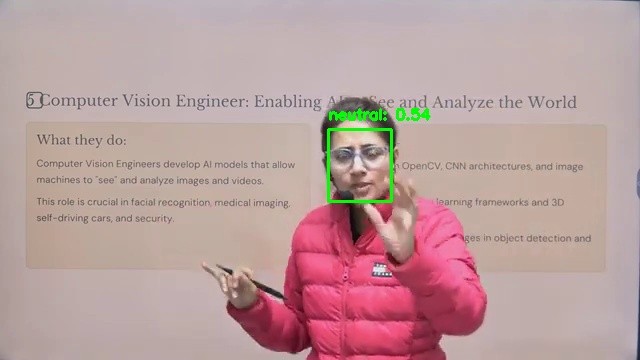 5 Computer Vision Engineer: Enabling AI See and Analyze the World
neutral: 0.54
What they do:
Computer Vision Engineers develop AI models that allow
machines to "see" and analyze images and videos.
This role is crucial in facial recognition, medical imaging,
self-driving cars, and security.
OpenCV, CNN architectures, and image
learning frameworks and 3D
in object detection and